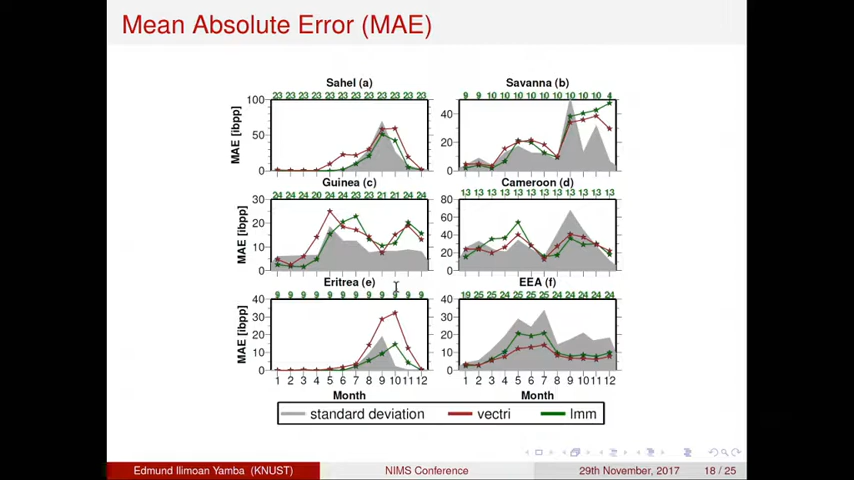 Mean Absolute Error (MAE)
Sahel (a)
23 23 23 23 23 23 23 23 23 23 23 23
MAE [ibpp]
100
50
0
Savanna (b)
9 9 10 10 10 10 10 10 10 10 10 4
40
20
0
Guinea (c)
24 24 20 24 24 24 24 23 21 21 24 24
MAE [ibpp]
30
20
10
0
Cameroon (d)
13 13 13 13 13 13 13 13 13 13 13 13
80
60
40
20
0
Eritrea (e)
9 9 9 9 9 9 9 9 9 9 9 9
MAE [ibpp]
40
30
20
10
0
1 2 3 4 5 6 7 8 9 10 11 12
Month
EEA (f)
19 25 25 25 24 24 24 24 24 24 24 24
40
30
20
10
0
1 2 3 4 5 6 7 8 9 10 11 12
Month
standard deviation vectri lmm
Edmund Ilimoan Yamba (KNUST) NIMS Conference 29th November, 2017 18 / 25